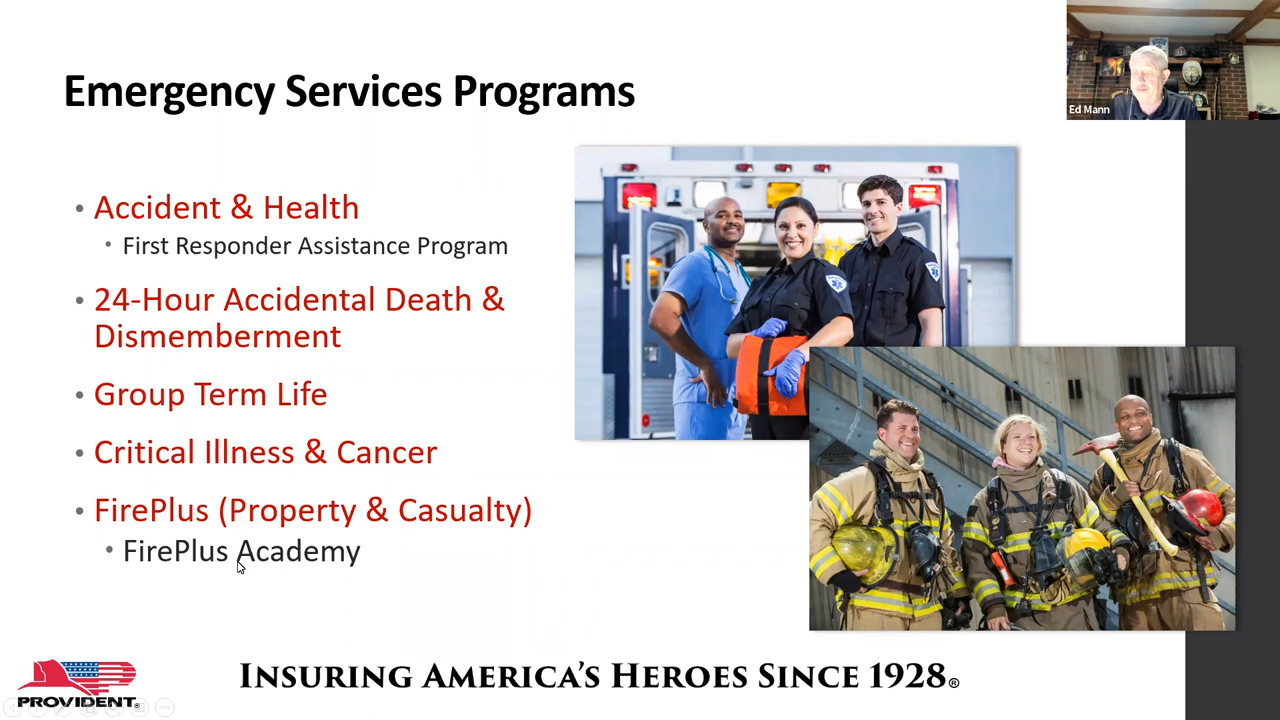 Emergency Services Programs
Ed Mann
• Accident & Health
• First Responder Assistance Program
• 24-Hour Accidental Death &
Dismemberment
• Group Term Life
• Critical Illness & Cancer
• FirePlus (Property & Casualty)
• FirePlus Academy
PROVIDENT®
INSURING AMERICA'S HEROES SINCE 1928®